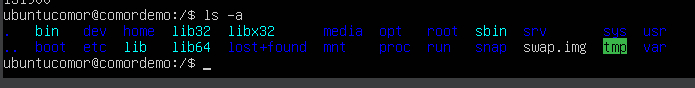 131900
ubuntucomor@comordemo:/$ ls -a
. bin dev home lib32 libx32 media opt root sbin srv sys usr
.. boot etc lib lib64 lost+found mnt proc run snap swap.img tmp var
ubuntucomor@comordemo:/$ _